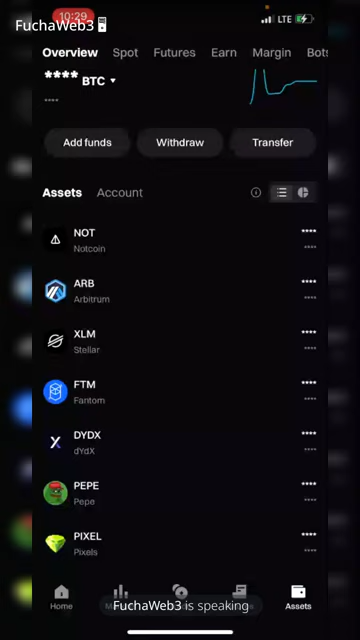 10:29
LTE
FuchaWeb3
Overview Spot Futures Earn Margin Bots
**** BTC
****
Add funds Withdraw Transfer
Assets Account
NOT ****
Notcoin ****
ARB ****
Arbitrum ****
XLM ****
Stellar ****
FTM ****
Fantom ****
DYDX ****
dYdX ****
PEPE ****
Pepe ****
PIXEL ****
Pixels ****
Home Assets
FuchaWeb3 is speaking